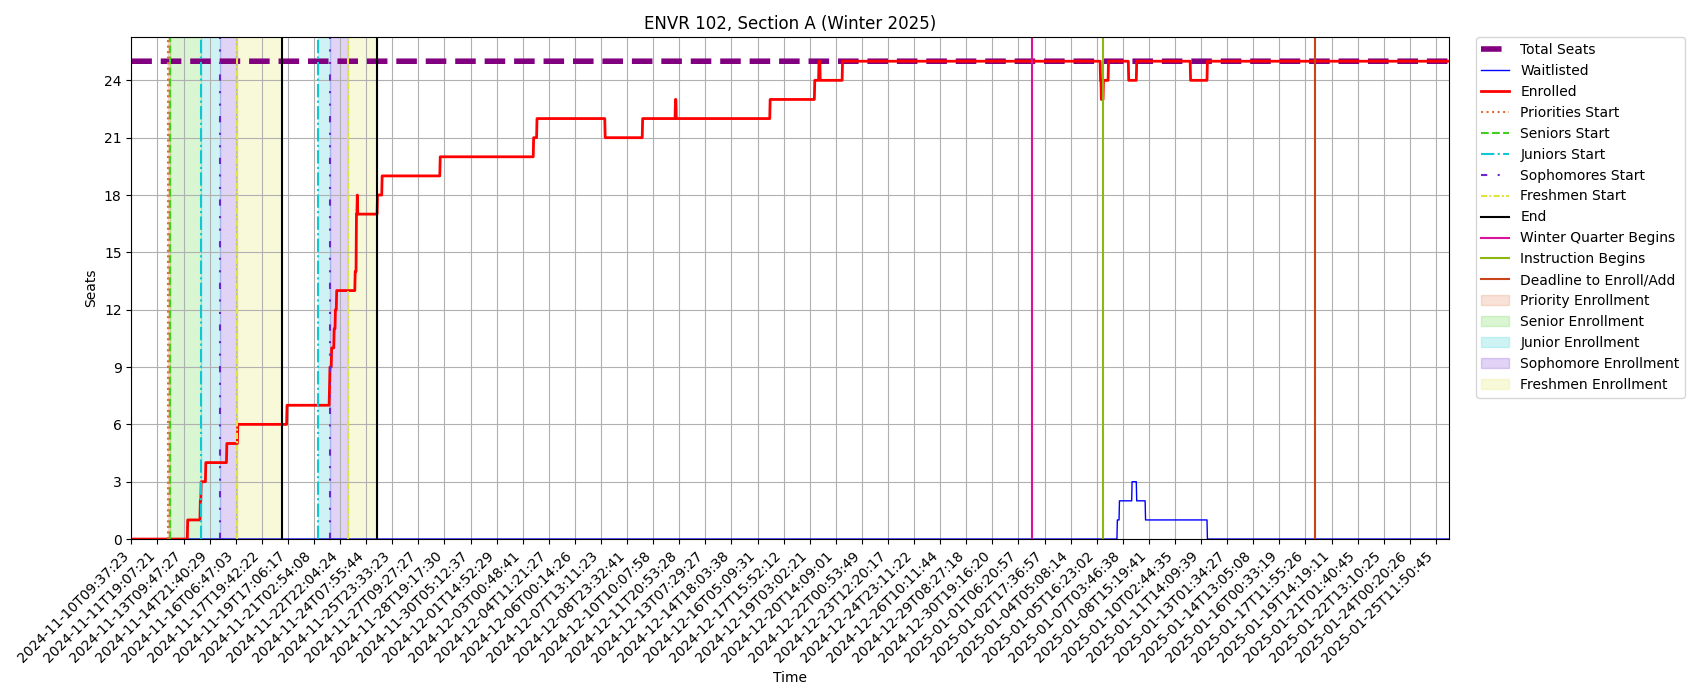 ENVR 102, Section A (Winter 2025)
Seats
24
21
18
15
12
9
6
3
0
2024-11-10T09:37:23
2024-11-11T19:07:21
2024-11-13T09:47:27
2024-11-14T21:40:29
2024-11-16T06:47:03
2024-11-17T19:42:22
2024-11-19T17:06:17
2024-11-21T02:54:08
2024-11-22T22:04:24
2024-11-24T07:55:44
2024-11-25T23:33:23
2024-11-27T09:27:27
2024-11-28T19:17:30
2024-11-30T05:12:37
2024-12-01T14:52:29
2024-12-03T00:48:41
2024-12-04T11:21:27
2024-12-06T00:14:26
2024-12-07T13:11:23
2024-12-08T23:32:41
2024-12-10T10:07:58
2024-12-11T20:53:28
2024-12-13T07:29:27
2024-12-14T18:03:38
2024-12-16T05:09:31
2024-12-17T15:52:12
2024-12-19T03:02:21
2024-12-20T14:09:01
2024-12-22T00:53:49
2024-12-23T12:20:17
2024-12-24T23:11:22
2024-12-26T10:11:44
2024-12-29T08:27:18
2024-12-30T19:16:20
2025-01-01T06:20:57
2025-01-02T17:36:57
2025-01-04T05:08:14
2025-01-05T16:23:02
2025-01-07T03:46:38
2025-01-08T15:19:41
2025-01-10T02:44:35
2025-01-11T14:09:39
2025-01-13T01:34:27
2025-01-14T13:05:08
2025-01-16T00:33:19
2025-01-17T11:55:26
2025-01-19T14:19:11
2025-01-21T01:40:45
2025-01-22T13:10:25
2025-01-24T00:20:26
2025-01-25T11:50:45
Time
Total Seats
Waitlisted
Enrolled
Priorities Start
Seniors Start
Juniors Start
Sophomores Start
Freshmen Start
End
Winter Quarter Begins
Instruction Begins
Deadline to Enroll/Add
Priority Enrollment
Senior Enrollment
Junior Enrollment
Sophomore Enrollment
Freshmen Enrollment